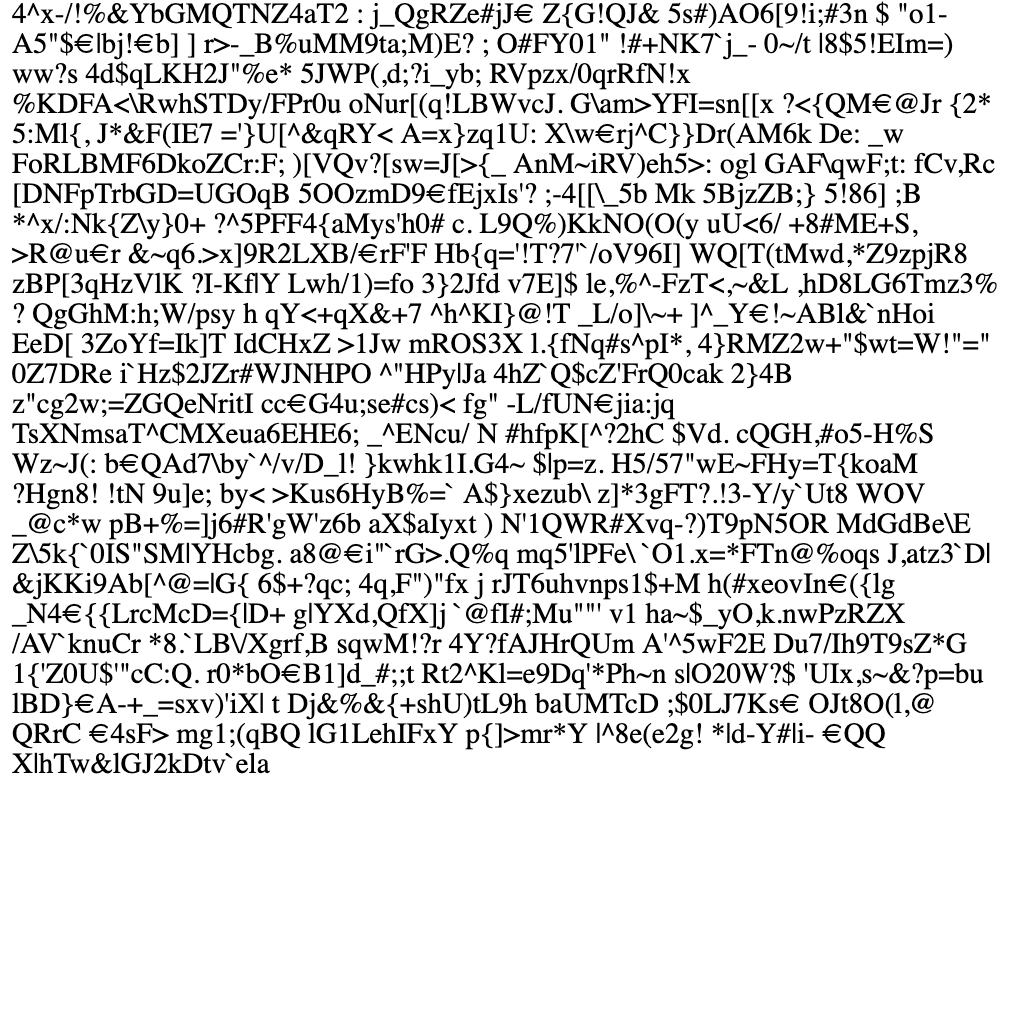 4^x-/!%&YbGMQTNZ4aT2 : j_QgRZe#jJ€ Z{G!QJ& 5s#)AO6[9!i;#3n $ "o1-
A5"$€|bj!€b] ] r>-_B%uMM9ta;M)E? ; O#FY01" !#+NK7`j_- 0~/t |8$5!EIm=)
ww?s 4d$qLKH2J"%e* 5JWP(,d;?i_yb; RVpzx/0qrRfN!x
%KDFA<\RwhSTDy/FPr0u oNur[(q!LBWvcJ. G\am>YFI=sn[[x ?<{QM€@Jr {2*
5:Ml{, J*&F(IE7 ='}U[^&qRY< A=x}zq1U: X\w€rj^C}}Dr(AM6k De: _w
FoRLBMF6DkoZCr:F; )[VQv?[sw=J[>{_ AnM~iRV)eh5>: ogl GAF\qwF;t: fCv,Rc
[DNFpTrbGD=UGOqB 5OOzmD9€fEjxIs'? ;-4[[\_5b Mk 5BjzZB;} 5!86] ;B
*^x/:Nk{Z\y}0+ ?^5PFF4{aMys'h0# c. L9Q%)KkNO(O(y uU<6/ +8#ME+S,
>R@u€r &~q6.>x]9R2LXB/€rF'F Hb{q='!T?7'`/oV96I] WQ[T(tMwd,*Z9zpjR8
zBP[3qHzVlK ?I-Kf|Y Lwh/1)=fo 3}2Jfd v7E]$ le,%^-FzT<,~&L ,hD8LG6Tmz3%
? QgGhM:h;W/psy h qY<+qX&+7 ^h^KI}@!T _L/o]\~+ ]^_Y€!~ABl&`nHoi
EeD[ 3ZoYf=Ik]T IdCHxZ >1Jw mROS3X l.{fNq#s^pI*, 4}RMZ2w+"$wt=W!"="
0Z7DRe i`Hz$2JZr#WJNHPO ^"HPy|Ja 4hZ`Q$cZ'FrQ0cak 2}4B
z"cg2w;=ZGQeNritI cc€G4u;se#cs)< fg" -L/fUN€jia:jq
TsXNmsaT^CMXeua6EHE6; _^ENcu/ N #hfpK[^?2hC $Vd. cQGH,#o5-H%S
Wz~J(: b€QAd7\by`^/v/D_l! }kwhk1I.G4~ $|p=z. H5/57"wE~FHy=T{koaM
?Hgn8! !tN 9u]e; by< >Kus6HyB%=` A$}xezub\ z]*3gFT?.!3-Y/y`Ut8 WOV
_@c*w pB+%=]j6#R'gW'z6b aX$aIyxt ) N'1QWR#Xvq-?)T9pN5OR MdGdBe\E
Z\5k{`0IS"SM|YHcbg. a8@€i"`rG>.Q%q mq5'lPFe\ `O1.x=*FTn@%oqs J,atz3`D|
&jKKi9Ab[^@=|G{ 6$+?qc; 4q,F")"fx j rJT6uhvnps1$+M h(#xeovIn€({lg
_N4€{{LrcMcD={|D+ g|YXd,QfX]j `@fI#;Mu""' v1 ha~$_yO,k.nwPzRZX
/AV`knuCr *8.`LB\/Xgrf,B sqwM!?r 4Y?fAJHrQUm A'^5wF2E Du7/Ih9T9sZ*G
1{'Z0U$'"cC:Q. r0*bO€B1]d_#;;t Rt2^Kl=e9Dq'*Ph~n s|O20W?$ 'UIx,s~&?p=bu
lBD}€A-+_=sxv)'iX| t Dj&%&{+shU)tL9h baUMTcD ;$0LJ7Ks€ OJt8O(l,@
QRrC €4sF> mg1;(qBQ lG1LehIFxY p{]>mr*Y |^8e(e2g! *|d-Y#|i- €QQ
X|hTw&lGJ2kDtv`ela